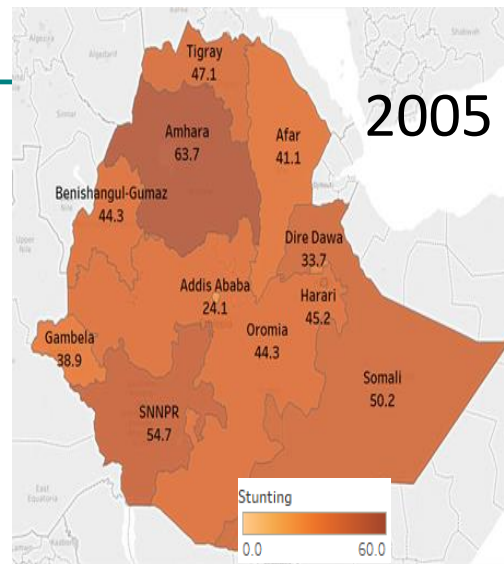 Tigray
47.1
2005
Amhara
63.7
Afar
41.1
Benishangul-Gumaz
44.3
Dire Dawa
33.7
Addis Ababa
24.1
Harari
45.2
Gambela
38.9
Oromia
44.3
Somali
50.2
SNNPR
54.7
East
Equatoria
Stunting
0.0 60.0